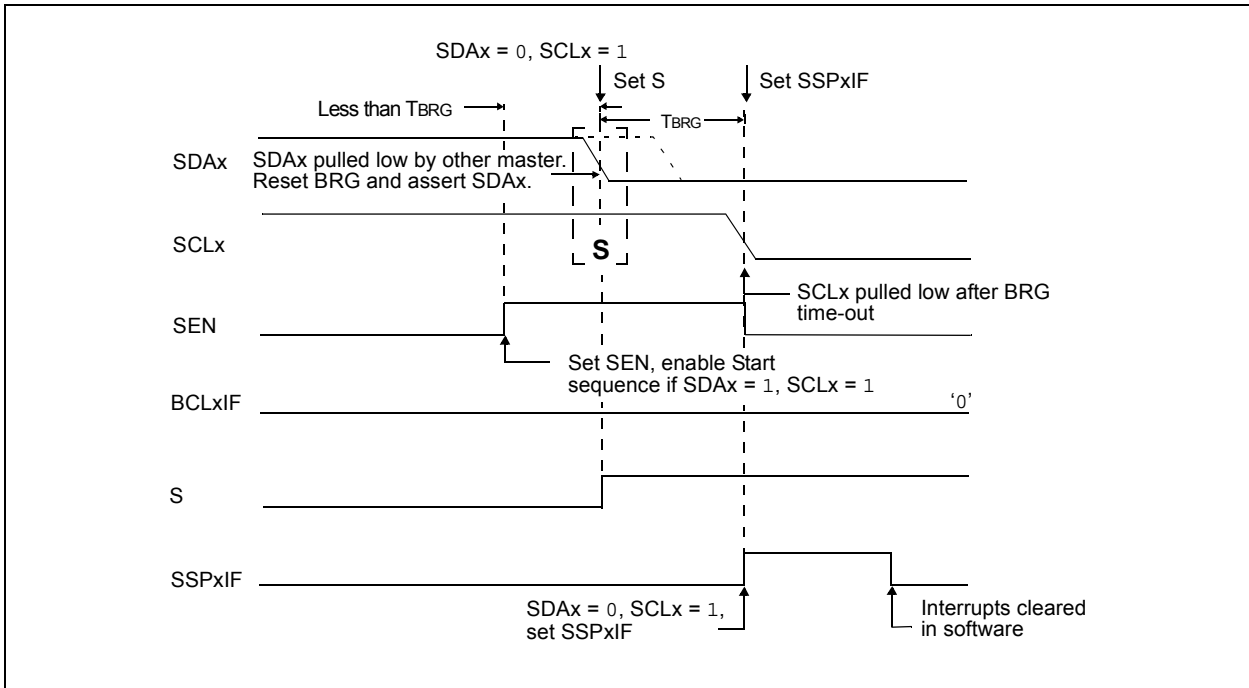 SDAx = 0, SCLx = 1
Set S
Set SSPxIF
Less than TBRG
TBRG
SDAx
SDAx pulled low by other master.
Reset BRG and assert SDAx.
SCLx
S
SCLx pulled low after BRG
time-out
SEN
Set SEN, enable Start
sequence if SDAx = 1, SCLx = 1
BCLxIF
‘0’
S
SSPxIF
SDAx = 0, SCLx = 1,
set SSPxIF
Interrupts cleared
in software